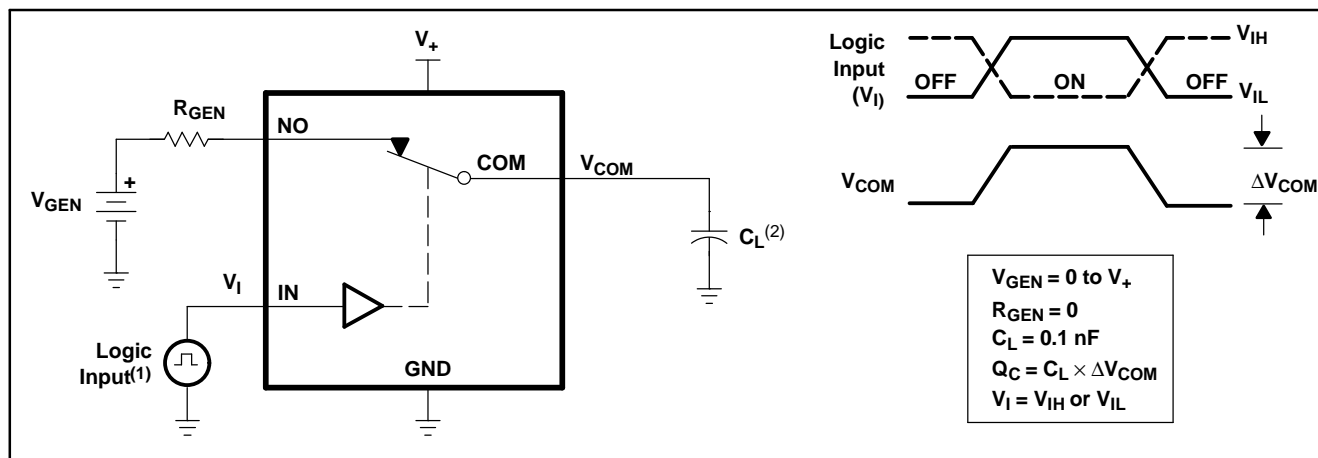 V+
RGEN
NO
COM
VCOM
+
VGEN
CL(2)
VI
IN
Logic
Input(1)
GND
Logic
Input
(VI)
VIH
OFF
ON
OFF
VIL
VCOM
ΔVCOM
VGEN = 0 to V+
RGEN = 0
CL = 0.1 nF
QC = CL × ΔVCOM
VI = VIH or VIL